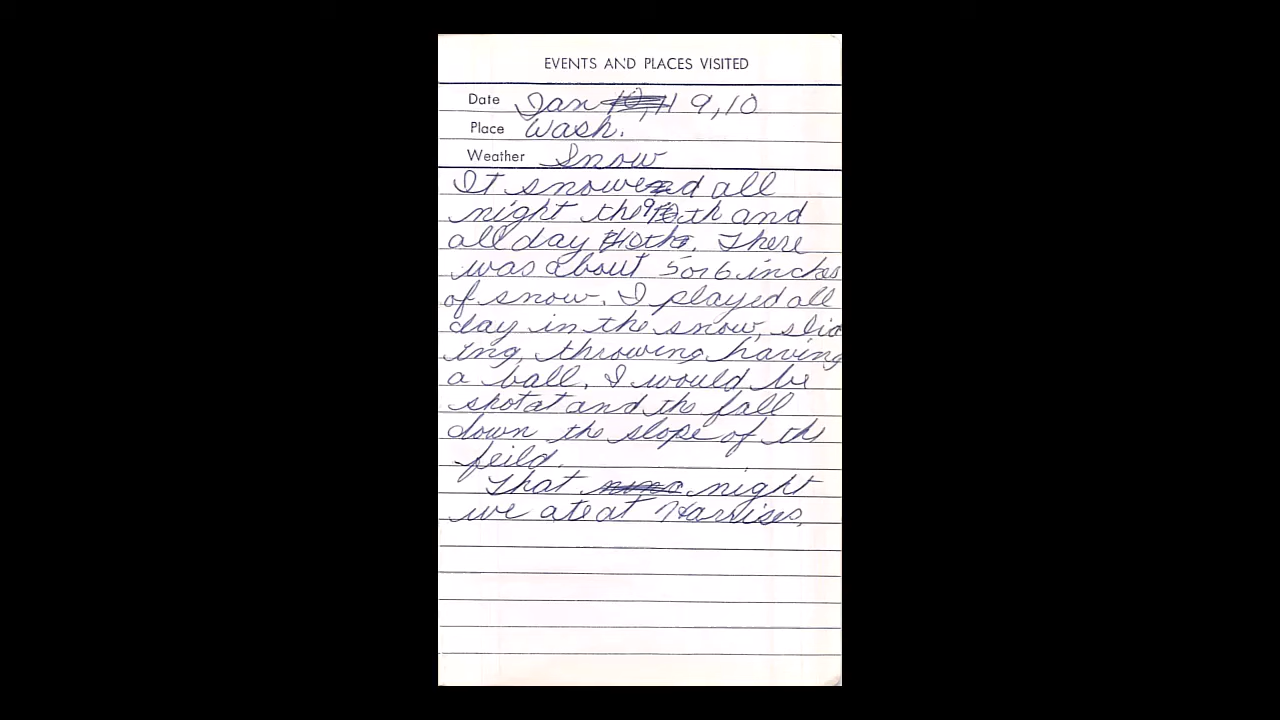 EVENTS AND PLACES VISITED
Date Jan 9,10
Place Wash.
Weather Snow
It snowed all
night the 9th and
all day 10th. There
was about 5 or 6 inches
of snow. I played all
day in the snow, slid
ing, throwing having
a ball. I would be
shot at and the fall
down the slope of th
feild.
That night
we ate at Harrises.